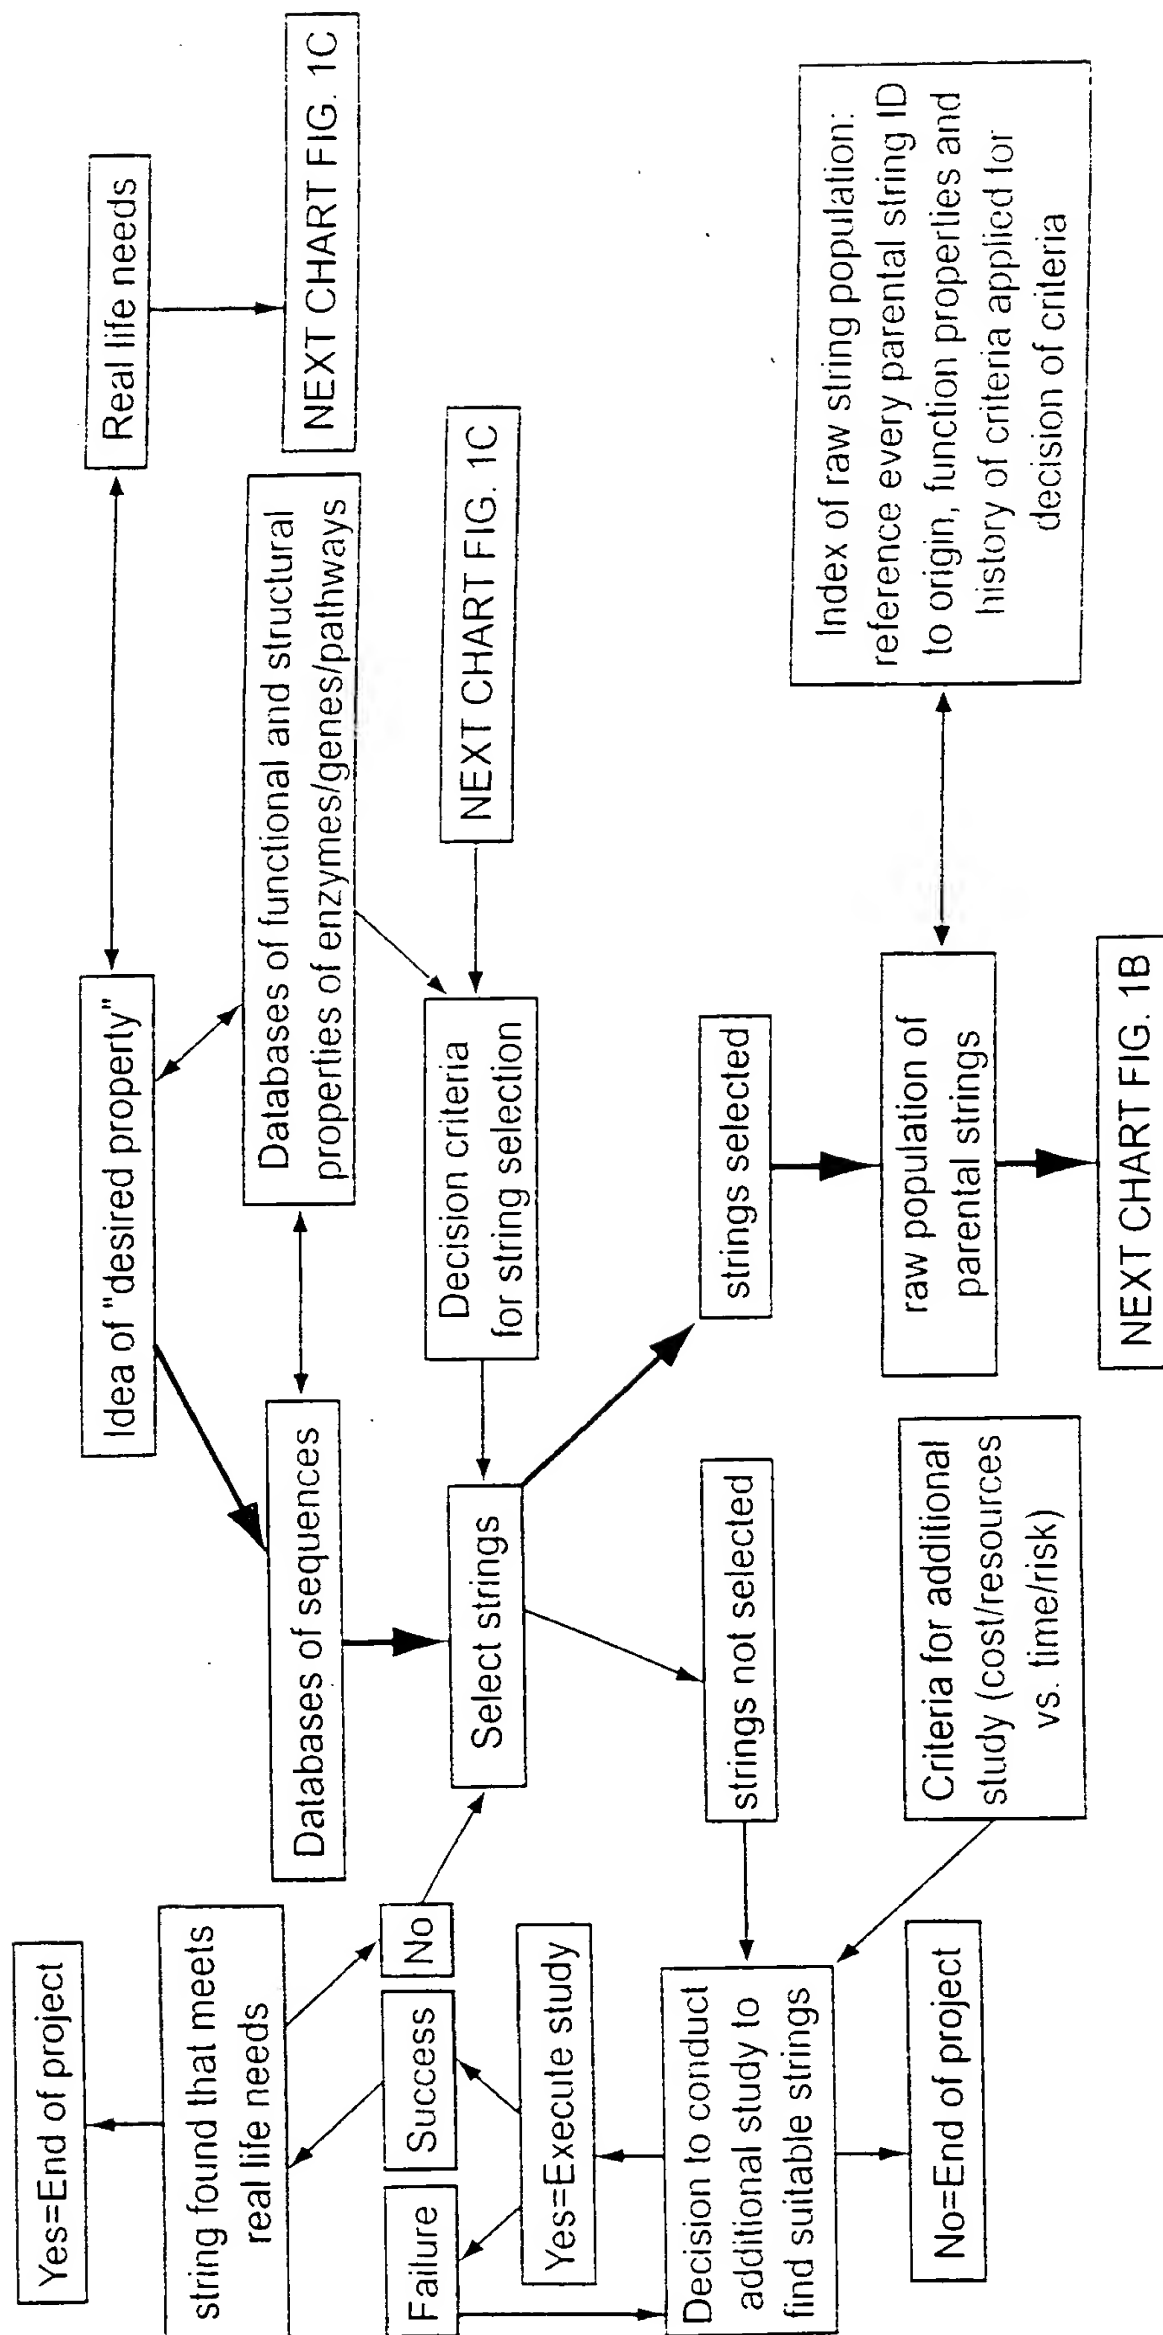 Yes=End of project
string found that meets
real life needs
Failure
Success
No
Yes=Execute study
Decision to conduct
additional study to
find suitable strings
No=End of project
Idea of "desired property"
Real life needs
NEXT CHART FIG. 1C
Databases of sequences
Databases of functional and structural
properties of enzymes/genes/pathways
Select strings
Decision criteria
for string selection
NEXT CHART FIG. 1C
strings not selected
strings selected
Criteria for additional
study (cost/resources
vs. time/risk)
raw population of
parental strings
Index of raw string population:
reference every parental string ID
to origin, function properties and
history of criteria applied for
decision of criteria
NEXT CHART FIG. 1B